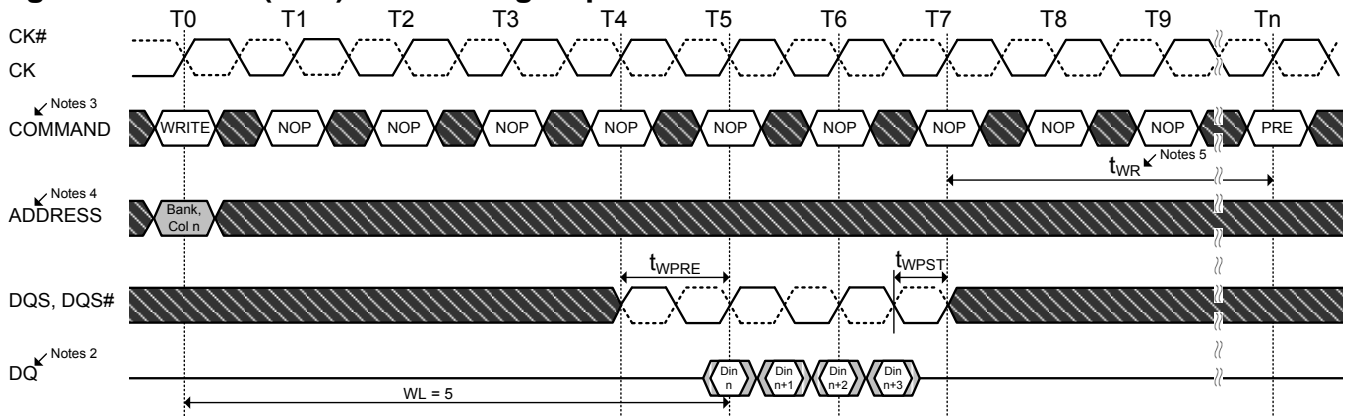 T0 T1 T2 T3 T4 T5 T6 T7 T8 T9 Tn
CK#
CK
Notes 3
COMMAND WRITE NOP NOP NOP NOP NOP NOP NOP NOP NOP PRE
tWR Notes 5
Notes 4
ADDRESS Bank,
Col n
tWPRE tWPST
DQS, DQS#
Notes 2
DQ Din Din Din Din
n n+1 n+2 n+3
WL = 5